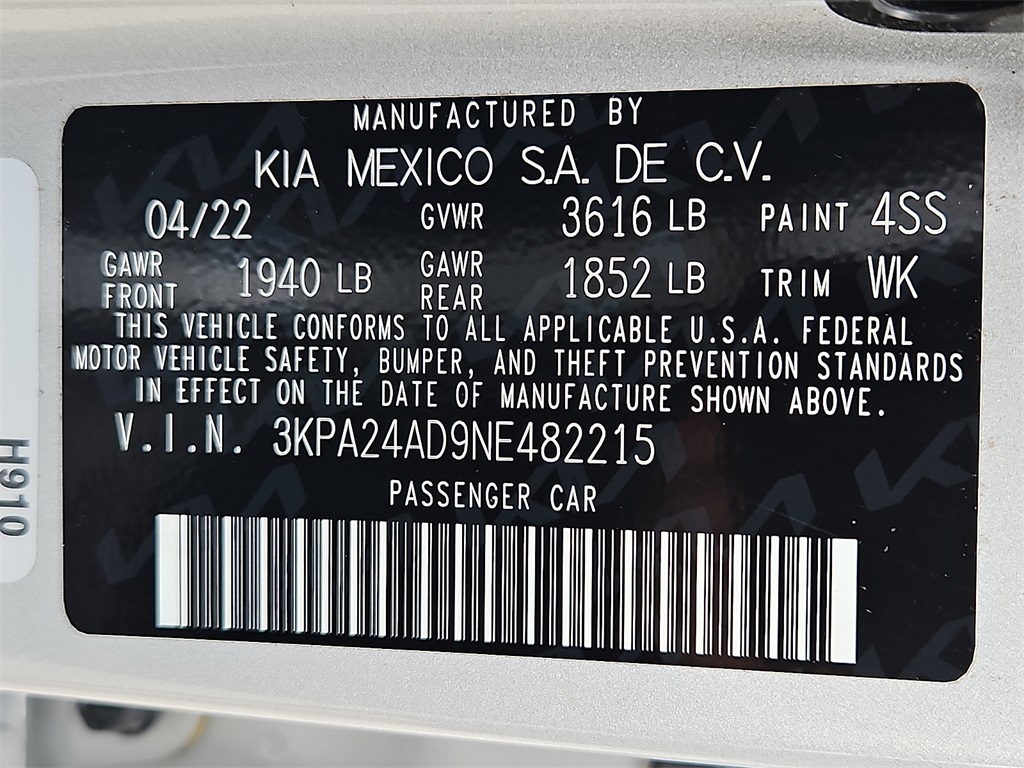 MANUFACTURED BY
KIA MEXICO S.A. DE C.V.
04/22 GVWR 3616 LB PAINT 4SS
GAWR FRONT 1940 LB GAWR REAR 1852 LB TRIM WK
THIS VEHICLE CONFORMS TO ALL APPLICABLE U.S.A. FEDERAL
MOTOR VEHICLE SAFETY, BUMPER, AND THEFT PREVENTION STANDARDS
IN EFFECT ON THE DATE OF MANUFACTURE SHOWN ABOVE.
V.I.N. 3KPA24AD9NE482215
PASSENGER CAR
H910